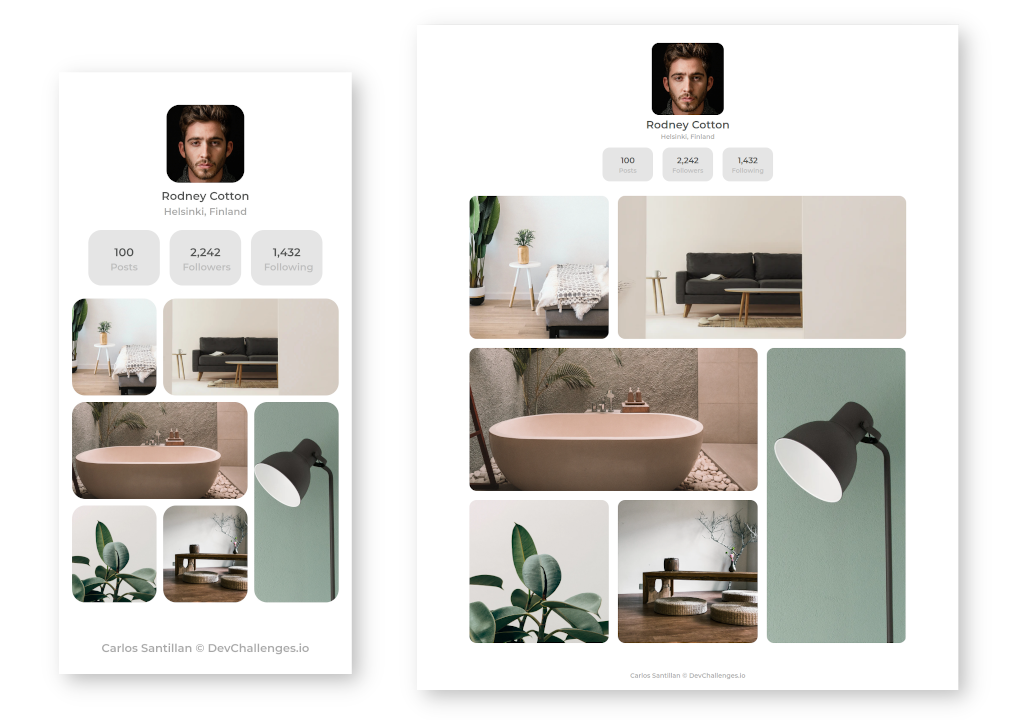 Rodney Cotton
Helsinki, Finland
100 2,242 1,432
Posts Followers Following
Carlos Santillan © DevChallenges.io
Rodney Cotton
Helsinki, Finland
100 2,242 1,432
Posts Followers Following
Carlos Santillan © DevChallenges.io